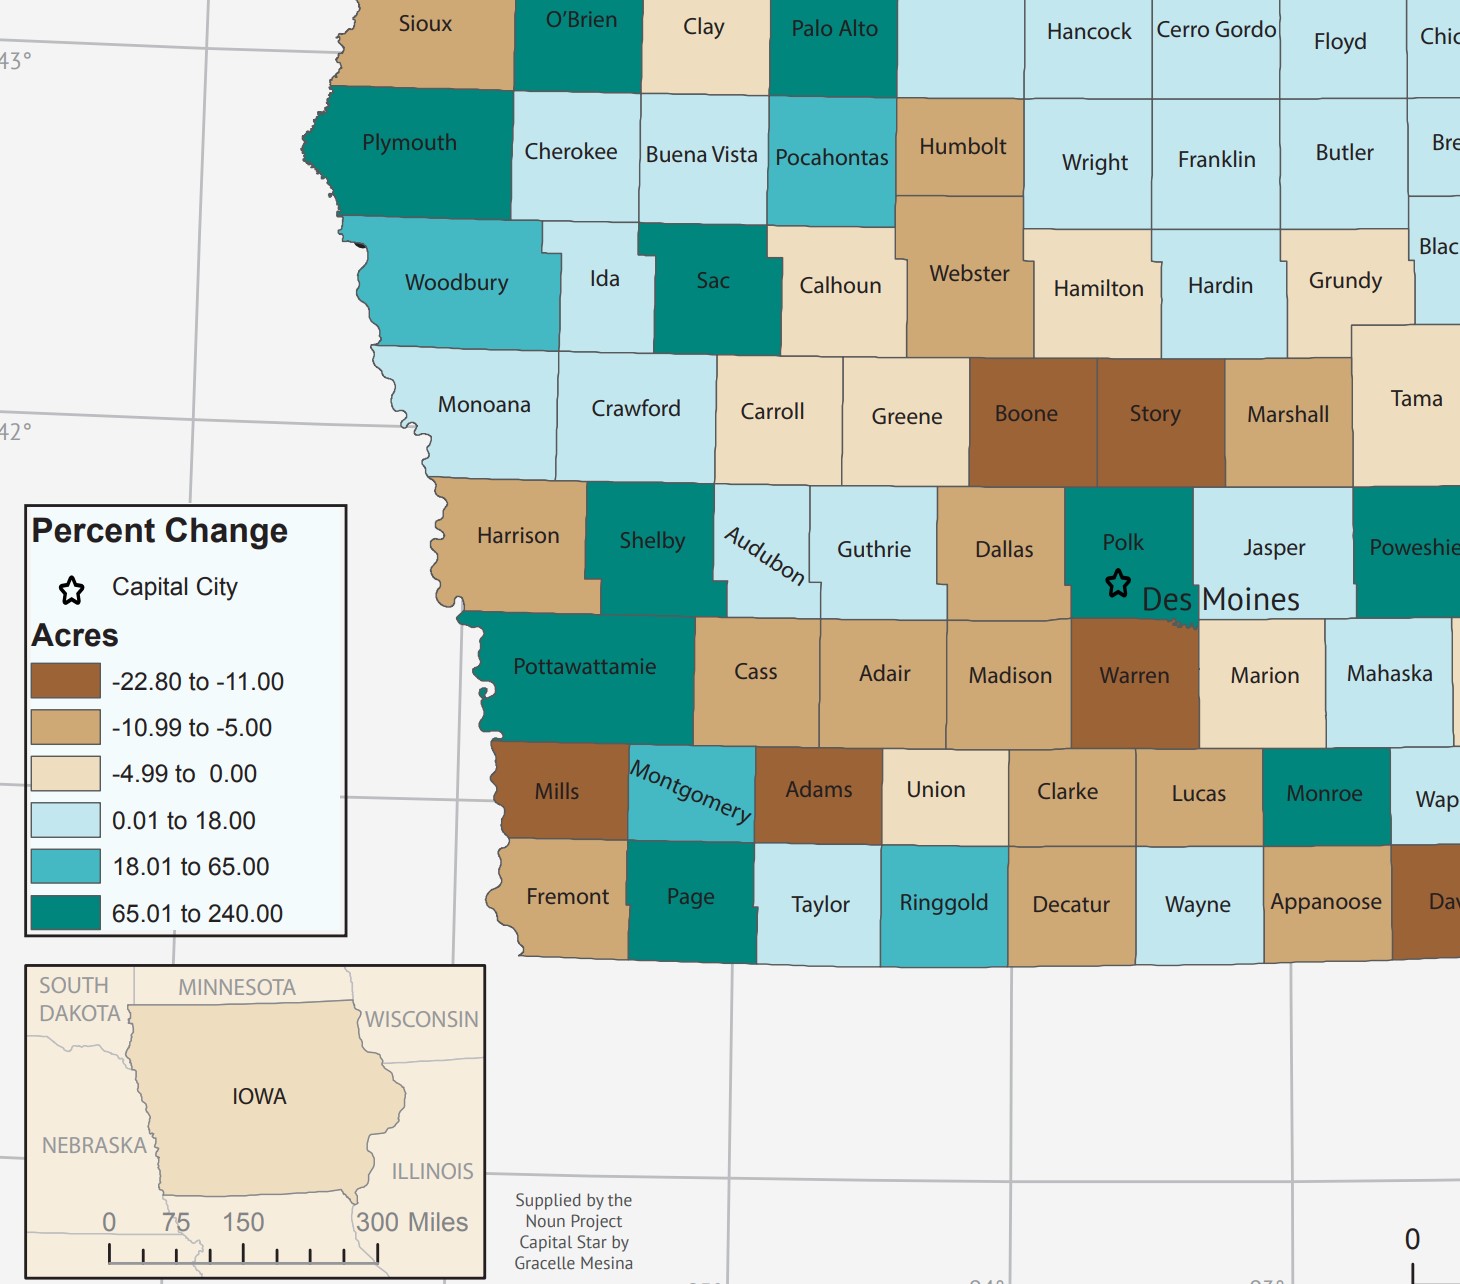 Sioux
O'Brien
Clay
Palo Alto
Hancock
Cerro Gordo
Floyd
43°
Plymouth
Cherokee
Buena Vista
Pocahontas
Humbolt
Wright
Franklin
Butler
Woodbury
Ida
Sac
Calhoun
Webster
Hamilton
Hardin
Grundy
Monoana
Crawford
Carroll
Greene
Boone
Story
Marshall
Tama
42°
Harrison
Shelby
Audubon
Guthrie
Dallas
Polk
Jasper
Poweshie
Des Moines
Pottawattamie
Cass
Adair
Madison
Warren
Marion
Mahaska
Mills
Montgomery
Adams
Union
Clarke
Lucas
Monroe
Wap
Fremont
Page
Taylor
Ringgold
Decatur
Wayne
Appanoose
Percent Change
Capital City
Acres
-22.80 to -11.00
-10.99 to -5.00
-4.99 to 0.00
0.01 to 18.00
18.01 to 65.00
65.01 to 240.00
SOUTH
DAKOTA
MINNESOTA
WISCONSIN
IOWA
NEBRASKA
ILLINOIS
0 75 150 300 Miles
Supplied by the
Noun Project
Capital Star by
Gracelle Mesina
0